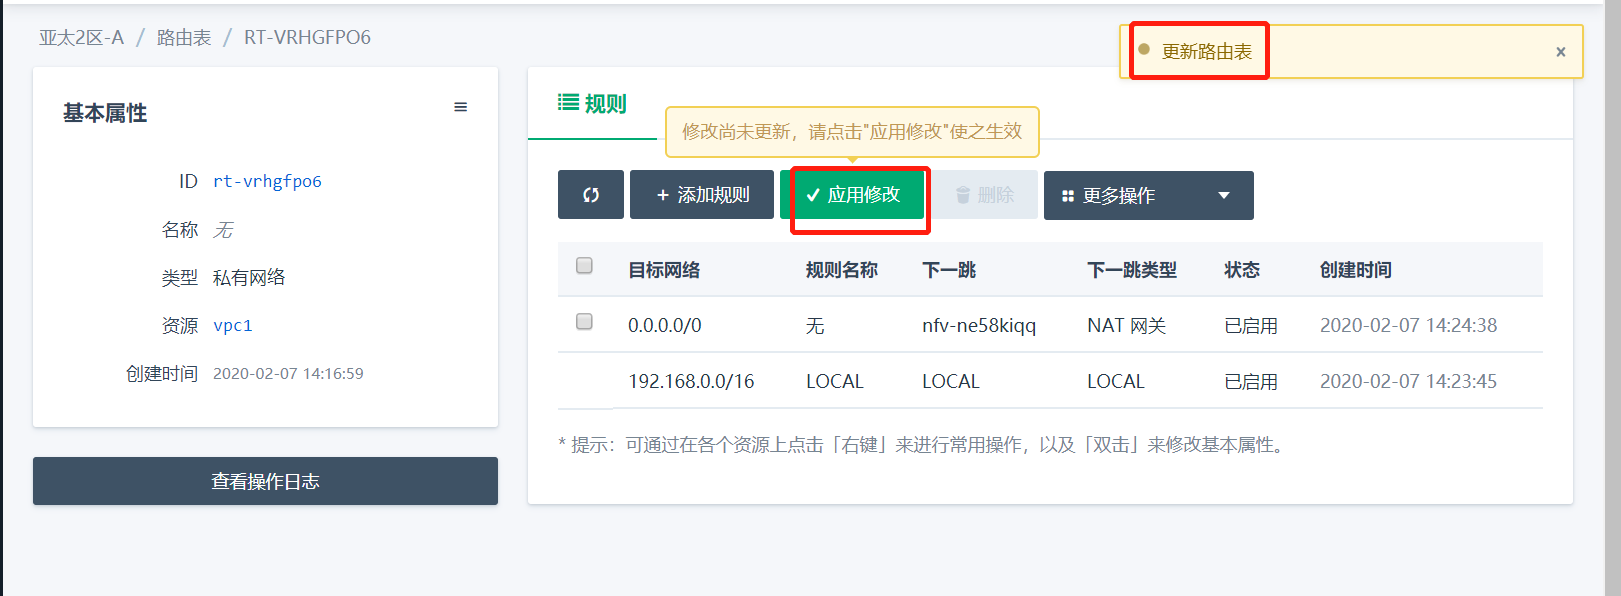 亚太2区-A / 路由表 / RT-VRHGFPO6
更新路由表 ×
基本属性
ID rt-vrhgfpo6
名称 无
类型 私有网络
资源 vpc1
创建时间 2020-02-07 14:16:59
查看操作日志
规则
修改尚未更新，请点击"应用修改"使之生效
+ 添加规则 应用修改 删除 更多操作
目标网络 规则名称 下一跳 下一跳类型 状态 创建时间
0.0.0.0/0 无 nfv-ne58kiqq NAT 网关 已启用 2020-02-07 14:24:38
192.168.0.0/16 LOCAL LOCAL LOCAL 已启用 2020-02-07 14:23:45
* 提示：可通过在各个资源上点击「右键」来进行常用操作，以及「双击」来修改基本属性。